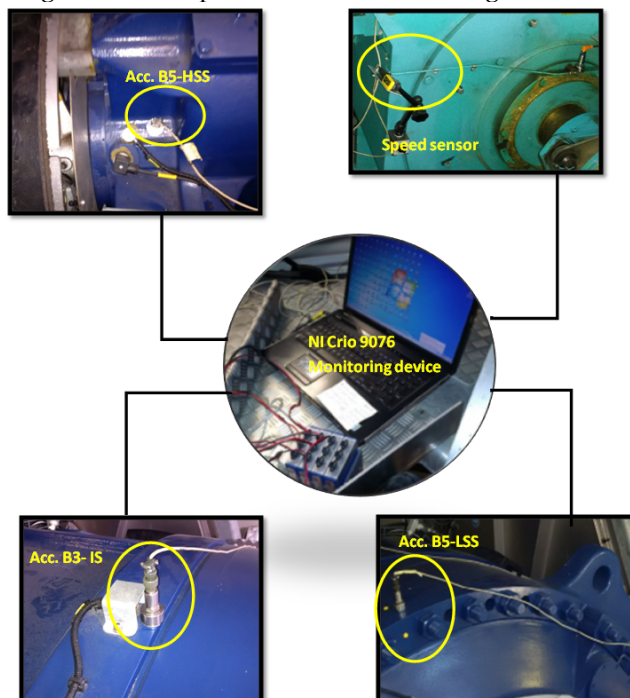 Acc. B5-HSS
Speed sensor
NI Crio 9076
Monitoring device
Acc. B3- IS
Acc. B5-LSS